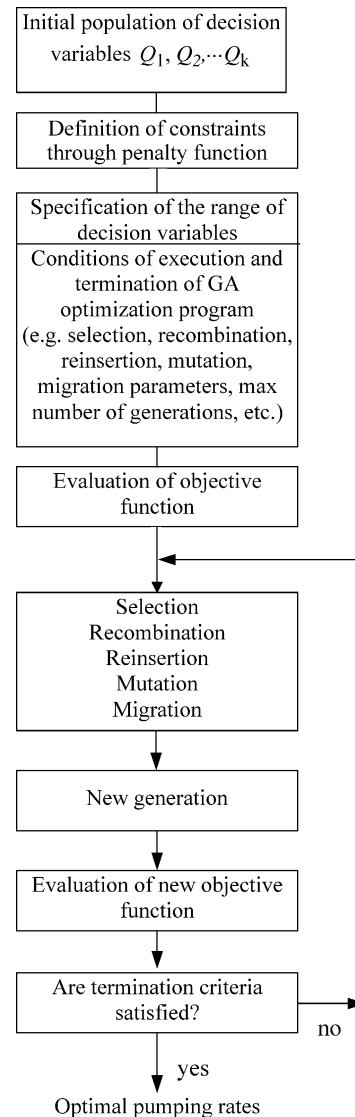 Initial population of decision
variables Q1, Q2,···Qk
Definition of constraints
through penalty function
Specification of the range of
decision variables
Conditions of execution and
termination of GA
optimization program
(e.g. selection, recombination,
reinsertion, mutation,
migration parameters, max
number of generations, etc.)
Evaluation of objective
function
Selection
Recombination
Reinsertion
Mutation
Migration
New generation
Evaluation of new objective
function
Are termination criteria
satisfied?
no
yes
Optimal pumping rates